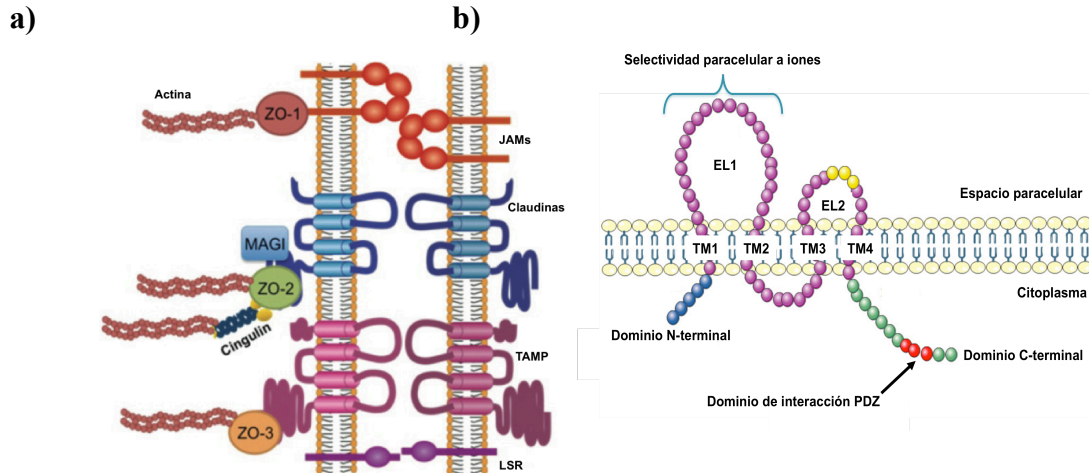 a)
Actina
ZO-1
JAMs
Claudinas
MAGI
ZO-2
Cingulin
TAMP
ZO-3
LSR
b)
Selectividad paracelular a iones
EL1
EL2
Espacio paracelular
TM1 TM2 TM3 TM4
Citoplasma
Dominio N-terminal
Dominio C-terminal
Dominio de interacción PDZ